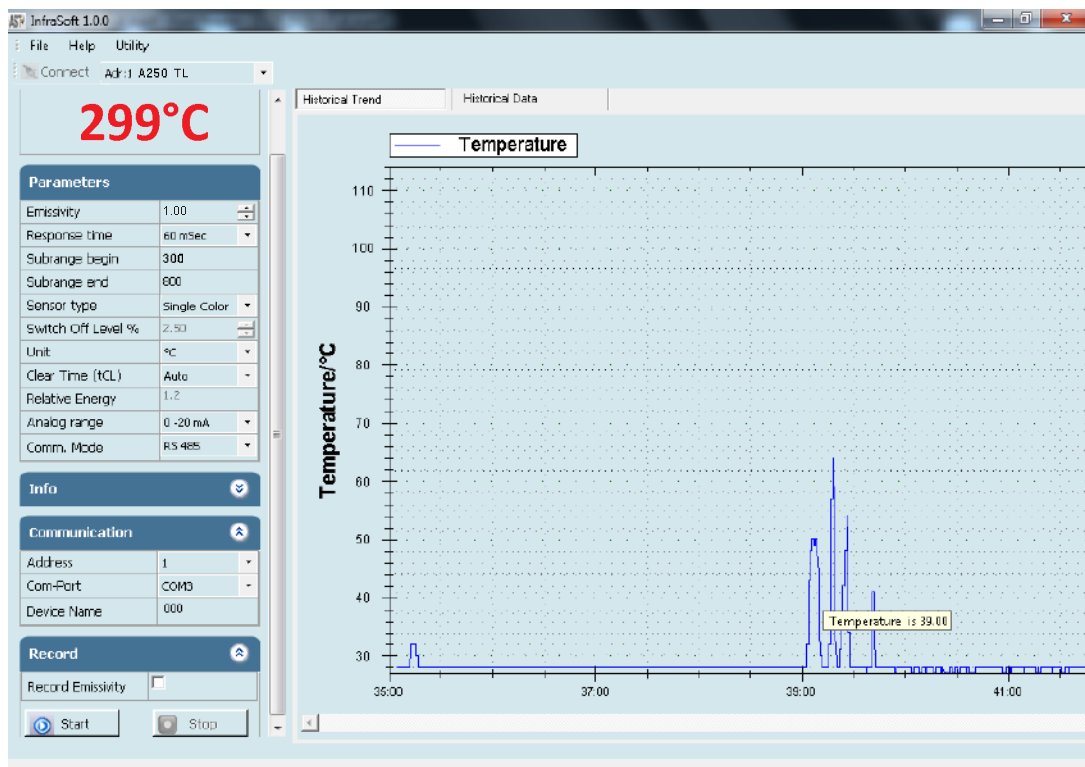 InfraSoft 1.0.0
File Help Utility
Connect Adr:1 A250 TL
299°C
Parameters
Emissivity 1.00
Response time 60 mSec
Subrange begin 300
Subrange end 800
Sensor type Single Color
Switch Off Level % 2.50
Unit °C
Clear Time (tCL) Auto
Relative Energy 1.2
Analog range 0 -20 mA
Comm. Mode RS 485
Info
Communication
Address 1
Com-Port COM3
Device Name 000
Record
Record Emissivity
Start Stop
Historical Trend Historical Data
Temperature
Temperature/°C
110
100
90
80
70
60
50
40
30
Temperature is 39.00
35:00 37:00 39:00 41:00